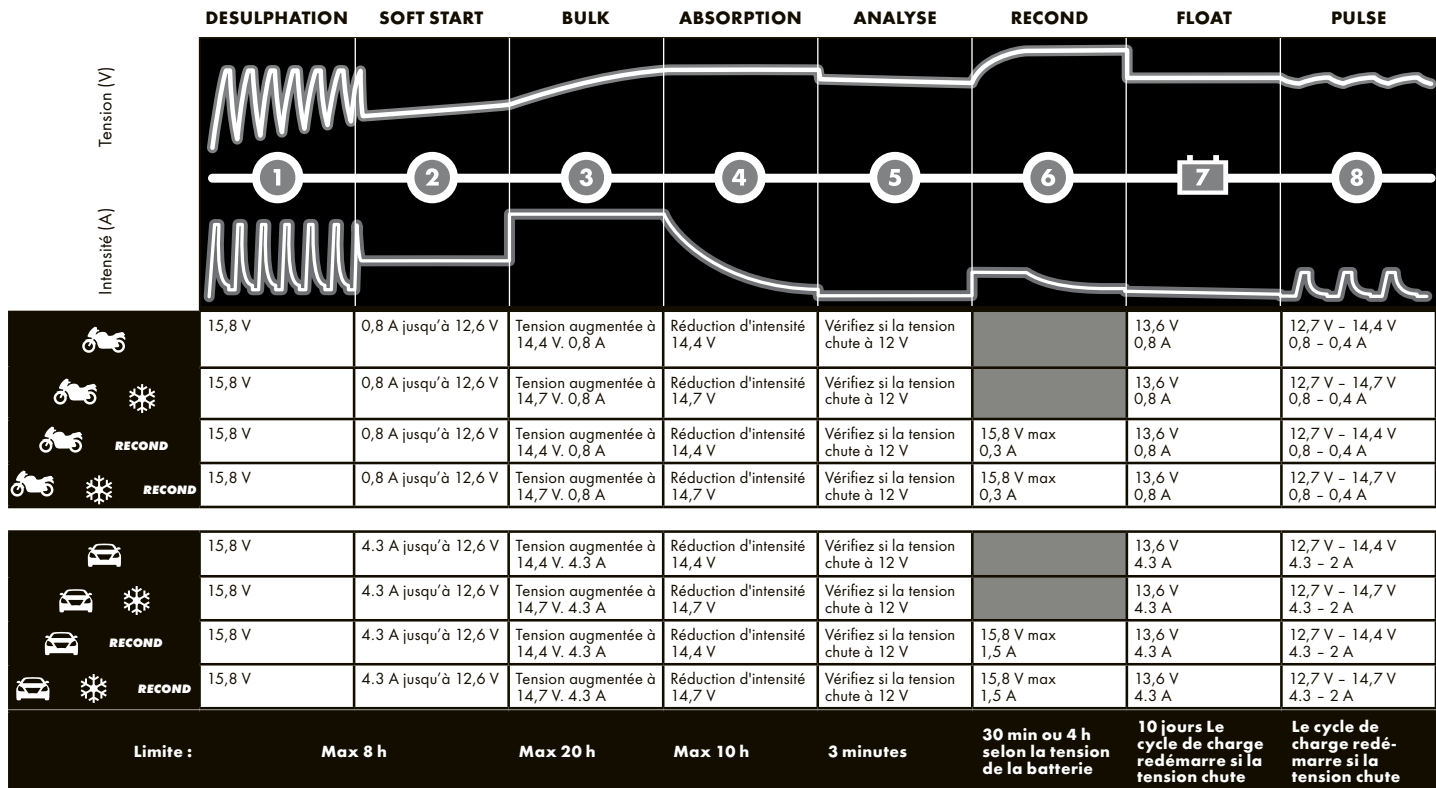 DESULPHATION SOFT START BULK ABSORPTION ANALYSE RECOND FLOAT PULSE
Tension (V)
1 2 3 4 5 6 7 8
Intensité (A)
15,8 V 0,8 A jusqu’à 12,6 V Tension augmentée à Réduction d'intensité Vérifiez si la tension 13,6 V 12,7 V – 14,4 V
14,4 V. 0,8 A 14,4 V chute à 12 V 0,8 A 0,8 – 0,4 A
15,8 V 0,8 A jusqu’à 12,6 V Tension augmentée à Réduction d'intensité Vérifiez si la tension 13,6 V 12,7 V – 14,7 V
14,7 V. 0,8 A 14,7 V chute à 12 V 0,8 A 0,8 – 0,4 A
RECOND 15,8 V 0,8 A jusqu’à 12,6 V Tension augmentée à Réduction d'intensité Vérifiez si la tension 15,8 V max 13,6 V 12,7 V – 14,4 V
14,4 V. 0,8 A 14,4 V chute à 12 V 0,3 A 0,8 A 0,8 – 0,4 A
RECOND 15,8 V 0,8 A jusqu’à 12,6 V Tension augmentée à Réduction d'intensité Vérifiez si la tension 15,8 V max 13,6 V 12,7 V – 14,7 V
14,7 V. 0,8 A 14,7 V chute à 12 V 0,3 A 0,8 A 0,8 – 0,4 A
15,8 V 4.3 A jusqu’à 12,6 V Tension augmentée à Réduction d'intensité Vérifiez si la tension 13,6 V 12,7 V – 14,4 V
14,4 V. 4.3 A 14,4 V chute à 12 V 4.3 A 4.3 – 2 A
15,8 V 4.3 A jusqu’à 12,6 V Tension augmentée à Réduction d'intensité Vérifiez si la tension 13,6 V 12,7 V – 14,7 V
14,7 V. 4.3 A 14,7 V chute à 12 V 4.3 A 4.3 – 2 A
RECOND 15,8 V 4.3 A jusqu’à 12,6 V Tension augmentée à Réduction d'intensité Vérifiez si la tension 15,8 V max 13,6 V 12,7 V – 14,4 V
14,4 V. 4.3 A 14,4 V chute à 12 V 1,5 A 4.3 A 4.3 – 2 A
RECOND 15,8 V 4.3 A jusqu’à 12,6 V Tension augmentée à Réduction d'intensité Vérifiez si la tension 15,8 V max 13,6 V 12,7 V – 14,7 V
14,7 V. 4.3 A 14,7 V chute à 12 V 1,5 A 4.3 A 4.3 – 2 A
Limite : Max 8 h Max 20 h Max 10 h 3 minutes
30 min ou 4 h
selon la tension
de la batterie
10 jours Le
cycle de charge
redémarre si la
tension chute
Le cycle de
charge redé-
marre si la
tension chute